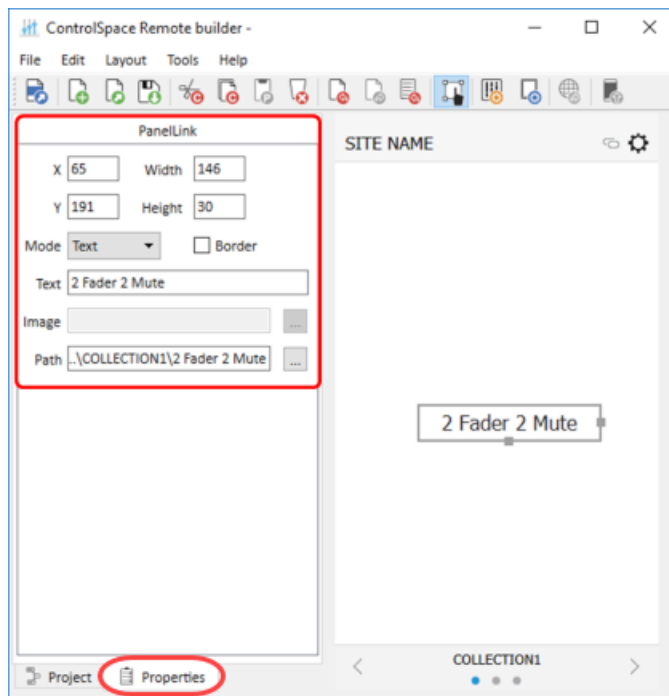 ControlSpace Remote builder -
File Edit Layout Tools Help
PanelLink
X 65 Width 146
Y 191 Height 30
Mode Text Border
Text 2 Fader 2 Mute
Image ...
Path ..\COLLECTION1\2 Fader 2 Mute ...
Project Properties
SITE NAME
2 Fader 2 Mute
COLLECTION1